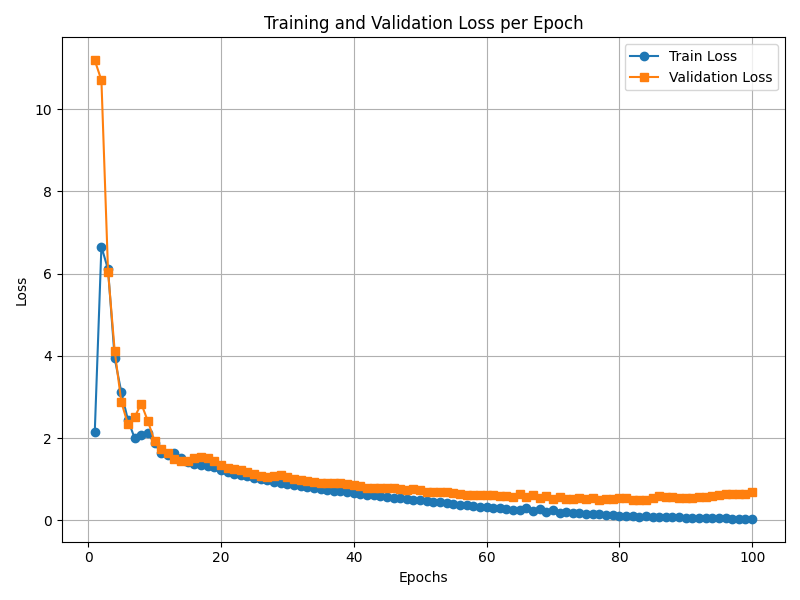 Training and Validation Loss per Epoch
Train Loss
Validation Loss
10
8
6
4
2
0
Loss
0 20 40 60 80 100
Epochs